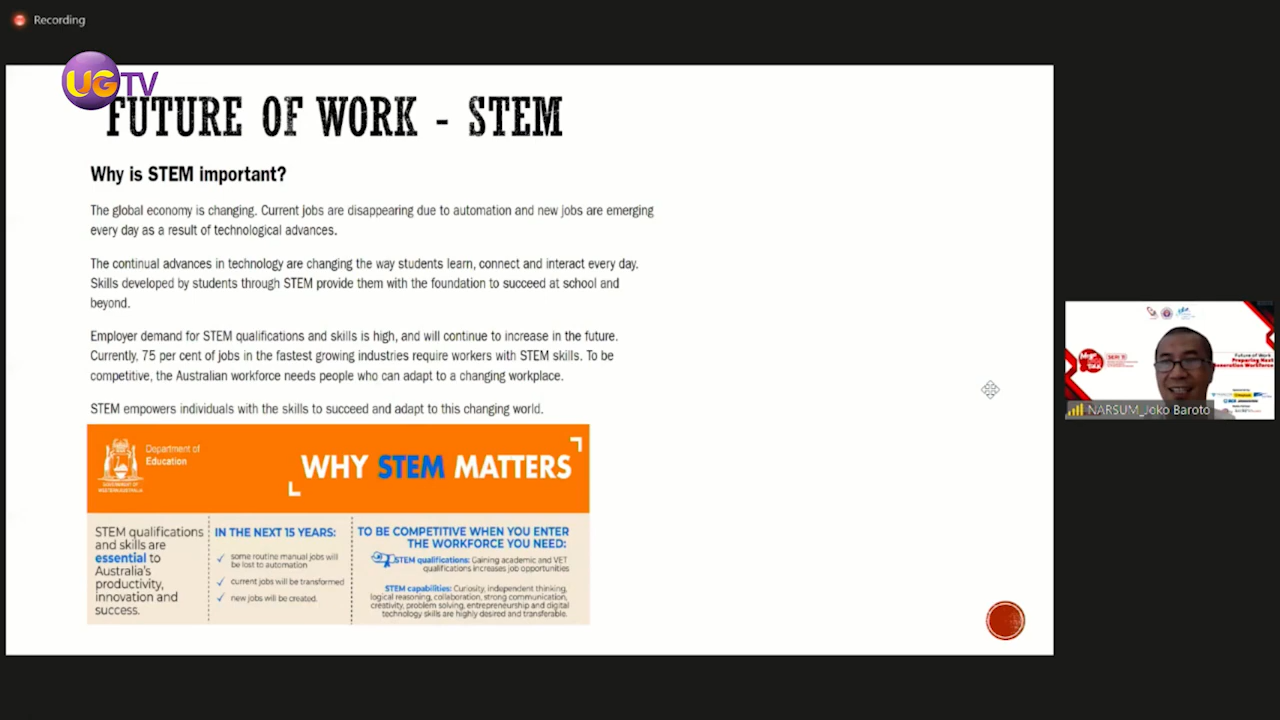 Recording
UGTV
FUTURE OF WORK - STEM
Why is STEM important?
The global economy is changing. Current jobs are disappearing due to automation and new jobs are emerging
every day as a result of technological advances.
The continual advances in technology are changing the way students learn, connect and interact every day.
Skills developed by students through STEM provide them with the foundation to succeed at school and
beyond.
Employer demand for STEM qualifications and skills is high, and will continue to increase in the future.
Currently, 75 per cent of jobs in the fastest growing industries require workers with STEM skills. To be
competitive, the Australian workforce needs people who can adapt to a changing workplace.
STEM empowers individuals with the skills to succeed and adapt to this changing world.
Department of
Education
GOVERNMENT OF
WESTERN AUSTRALIA
WHY STEM MATTERS
STEM qualifications
and skills are
essential to
Australia's
productivity,
innovation and
success.
IN THE NEXT 15 YEARS:
some routine manual jobs will
be lost to automation
current jobs will be transformed
new jobs will be created.
TO BE COMPETITIVE WHEN YOU ENTER
THE WORKFORCE YOU NEED:
STEM qualifications: Gaining academic and VET
qualifications increases job opportunities
STEM capabilities: Curiosity, independent thinking,
logical reasoning, collaboration, strong communication,
creativity, problem solving, entrepreneurship and digital
technology skills are highly desired and transferable.
Future of Work
Preparing Next
Generation Workforce
NARSUM_Joko Baroto